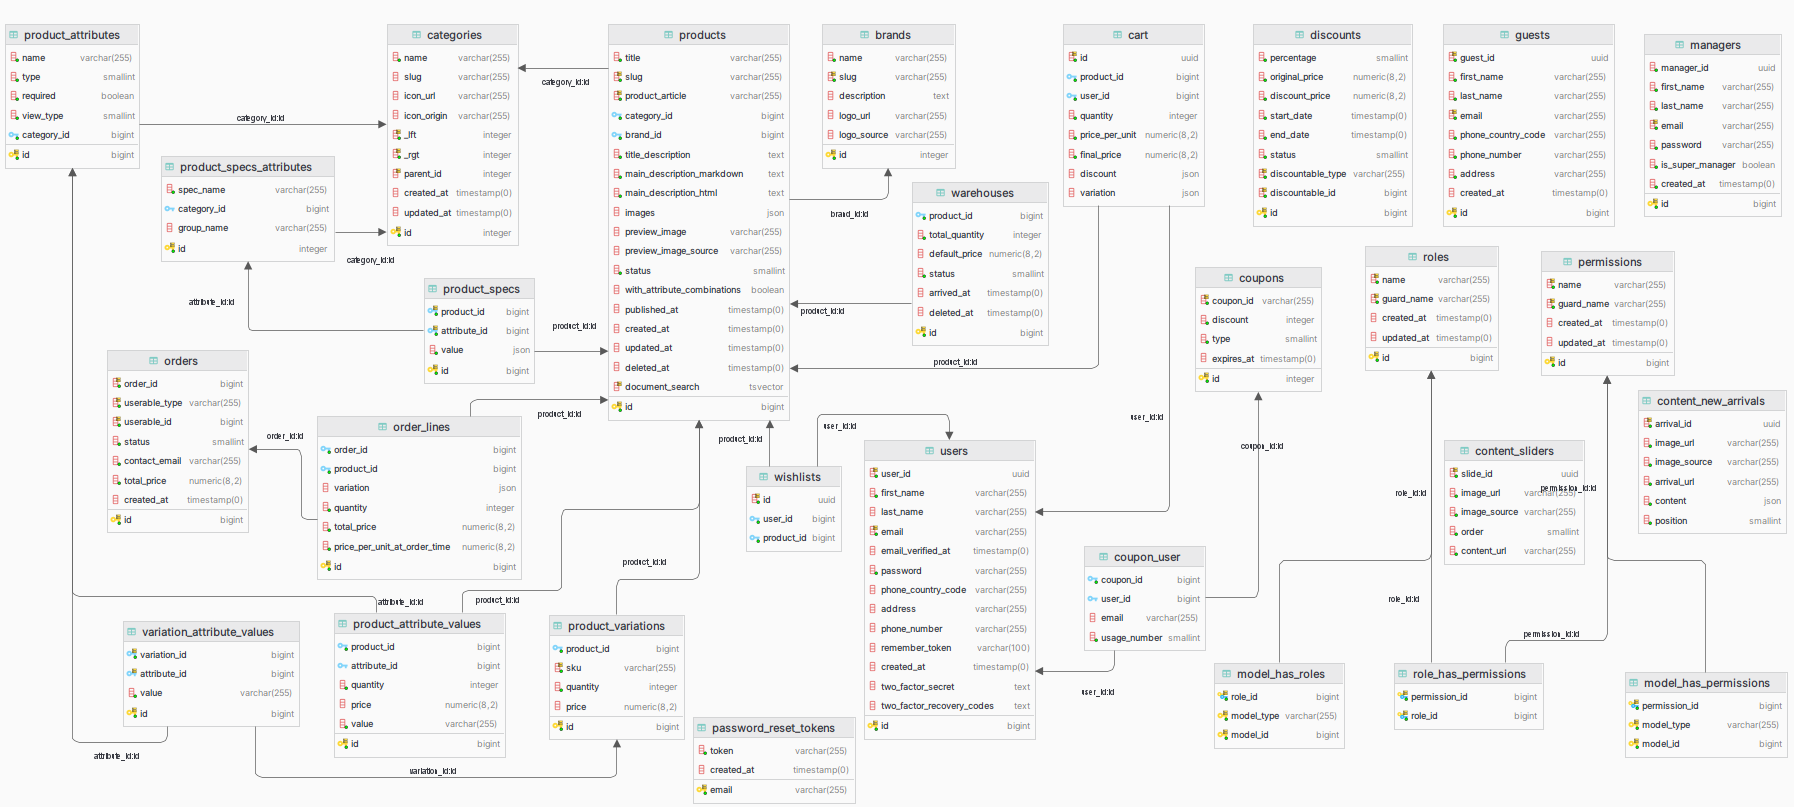 product_attributes
name varchar(255)
type smallint
required boolean
view_type smallint
category_id bigint
id bigint
categories
name varchar(255)
slug varchar(255)
icon_url varchar(255)
icon_origin varchar(255)
_lft integer
_rgt integer
parent_id integer
created_at timestamp(0)
updated_at timestamp(0)
id integer
products
title varchar(255)
slug varchar(255)
product_article varchar(255)
category_id bigint
brand_id bigint
title_description text
main_description_markdown text
main_description_html text
images json
preview_image varchar(255)
preview_image_source varchar(255)
status smallint
with_attribute_combinations boolean
published_at timestamp(0)
created_at timestamp(0)
updated_at timestamp(0)
deleted_at timestamp(0)
document_search tsvector
id bigint
brands
name varchar(255)
slug varchar(255)
description text
logo_url varchar(255)
logo_source varchar(255)
id integer
cart
id uuid
product_id bigint
user_id bigint
quantity integer
price_per_unit numeric(8,2)
final_price numeric(8,2)
discount json
variation json
discounts
percentage smallint
original_price numeric(8,2)
discount_price numeric(8,2)
start_date timestamp(0)
end_date timestamp(0)
status smallint
discountable_type varchar(255)
discountable_id bigint
id bigint
guests
guest_id uuid
first_name varchar(255)
last_name varchar(255)
email varchar(255)
phone_country_code varchar(255)
phone_number varchar(255)
address varchar(255)
created_at timestamp(0)
id bigint
managers
manager_id uuid
first_name varchar(255)
last_name varchar(255)
email varchar(255)
password varchar(255)
is_super_manager boolean
created_at timestamp(0)
id bigint
category_id:id
category_id:id
product_specs_attributes
spec_name varchar(255)
category_id bigint
group_name varchar(255)
id integer
category_id:id
brand_id:id
warehouses
product_id bigint
total_quantity integer
default_price numeric(8,2)
status smallint
arrived_at timestamp(0)
deleted_at timestamp(0)
id bigint
product_id:id
product_id:id
coupons
coupon_id varchar(255)
discount integer
type smallint
expires_at timestamp(0)
id integer
roles
name varchar(255)
guard_name varchar(255)
created_at timestamp(0)
updated_at timestamp(0)
id bigint
permissions
name varchar(255)
guard_name varchar(255)
created_at timestamp(0)
updated_at timestamp(0)
id bigint
attribute_id:id
product_specs
product_id bigint
attribute_id bigint
value json
id bigint
product_id:id
orders
order_id bigint
userable_type varchar(255)
userable_id bigint
status smallint
contact_email varchar(255)
total_price numeric(8,2)
created_at timestamp(0)
id bigint
order_id:id
order_lines
order_id bigint
product_id bigint
variation json
quantity integer
total_price numeric(8,2)
price_per_unit_at_order_time numeric(8,2)
id bigint
product_id:id
product_id:id
user_id:id
user_id:id
coupon_id:id
wishlists
id uuid
user_id bigint
product_id bigint
users
user_id uuid
first_name varchar(255)
last_name varchar(255)
email varchar(255)
email_verified_at timestamp(0)
password varchar(255)
phone_country_code varchar(255)
address varchar(255)
phone_number varchar(255)
remember_token varchar(100)
created_at timestamp(0)
two_factor_secret text
two_factor_recovery_codes text
id bigint
content_new_arrivals
arrival_id uuid
image_url varchar(255)
image_source varchar(255)
arrival_url varchar(255)
content json
position smallint
content_sliders
slide_id uuid
image_url varchar(255)
image_source varchar(255)
order smallint
content_url varchar(255)
permission_id:id
role_id:id
coupon_user
coupon_id bigint
user_id bigint
email varchar(255)
usage_number smallint
user_id:id
role_id:id
permission_id:id
product_id:id
product_id:id
attribute_id:id
variation_attribute_values
variation_id bigint
attribute_id bigint
value varchar(255)
id bigint
attribute_id:id
product_attribute_values
product_id bigint
attribute_id bigint
quantity integer
price numeric(8,2)
value varchar(255)
id bigint
variation_id:id
product_variations
product_id bigint
sku varchar(255)
quantity integer
price numeric(8,2)
id bigint
password_reset_tokens
token varchar(255)
created_at timestamp(0)
email varchar(255)
model_has_roles
role_id bigint
model_type varchar(255)
model_id bigint
role_has_permissions
permission_id bigint
role_id bigint
model_has_permissions
permission_id bigint
model_type varchar(255)
model_id bigint